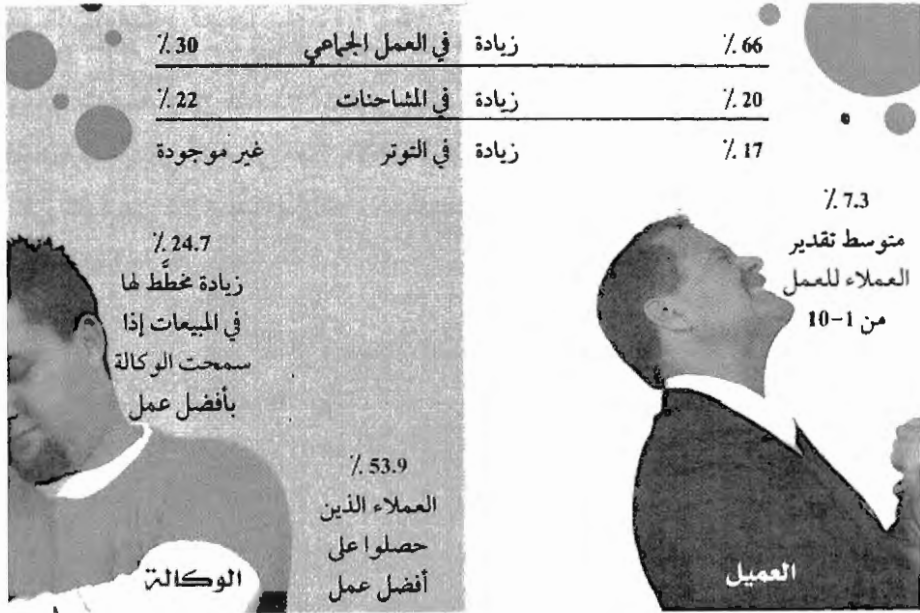 66 ٪ زيادة في العمل الجماعي 30 ٪
20 ٪ زيادة في المشاحنات 22 ٪
17 ٪ زيادة في التوتر غير موجودة
7.3 ٪
متوسط تقدير
العملاء للعمل
من 1-10
24.7 ٪
زيادة مخطَّط لها
في المبيعات إذا
سمحت الوكالة
بأفضل عمل
53.9 ٪
العملاء الذين
حصلوا على
أفضل عمل
العميل
الوكالة